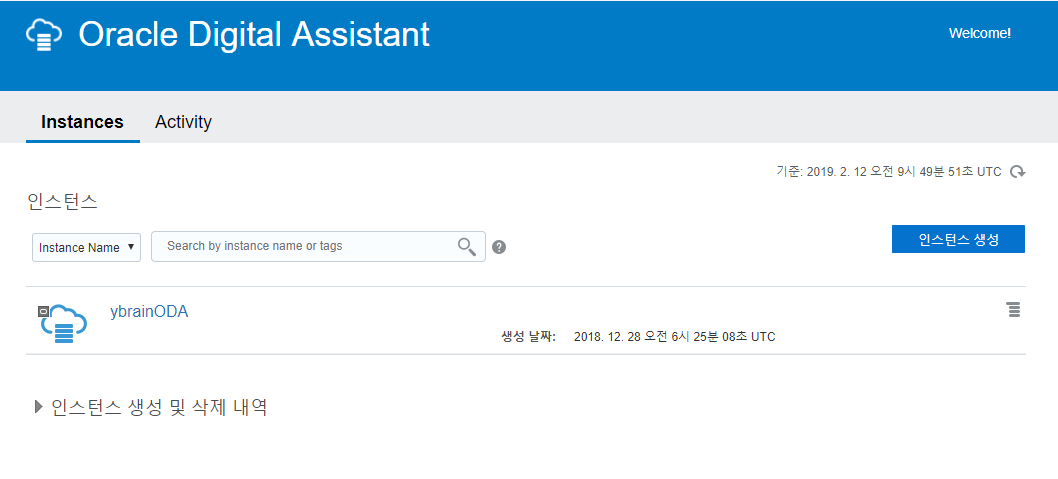 Oracle Digital Assistant
Welcome!
Instances Activity
기준: 2019. 2. 12 오전 9시 49분 51초 UTC
인스턴스
Instance Name Search by instance name or tags ? 인스턴스 생성
ybrainODA
생성 날짜: 2018. 12. 28 오전 6시 25분 08초 UTC
인스턴스 생성 및 삭제 내역